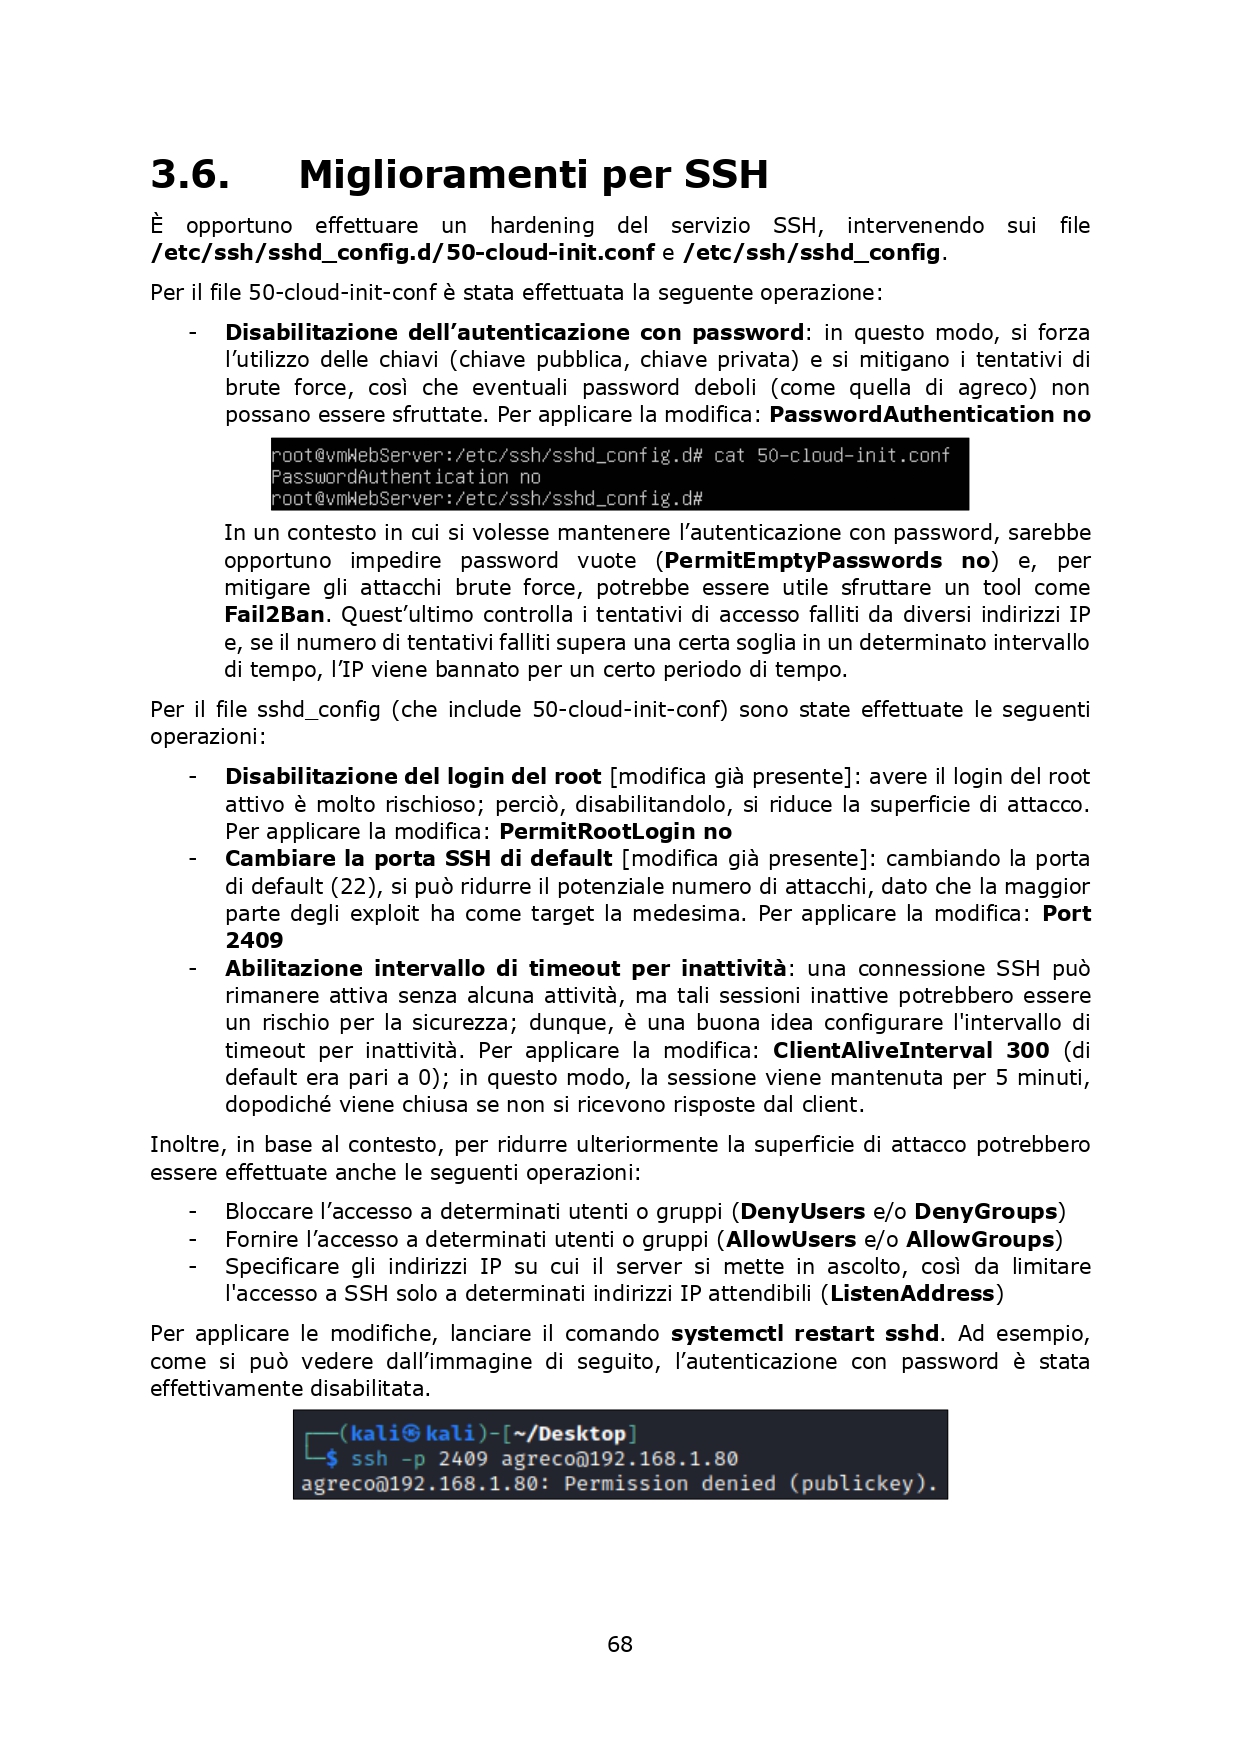 3.6. Miglioramenti per SSH
È opportuno effettuare un hardening del servizio SSH, intervenendo sui file
/etc/ssh/sshd_config.d/50-cloud-init.conf e /etc/ssh/sshd_config.
Per il file 50-cloud-init-conf è stata effettuata la seguente operazione:
- Disabilitazione dell’autenticazione con password: in questo modo, si forza
l’utilizzo delle chiavi (chiave pubblica, chiave privata) e si mitigano i tentativi di
brute force, così che eventuali password deboli (come quella di agreco) non
possano essere sfruttate. Per applicare la modifica: PasswordAuthentication no
root@vmWebServer:/etc/ssh/sshd_config.d# cat 50-cloud-init.conf
PasswordAuthentication no
root@vmWebServer:/etc/ssh/sshd_config.d#
In un contesto in cui si volesse mantenere l’autenticazione con password, sarebbe
opportuno impedire password vuote (PermitEmptyPasswords no) e, per
mitigare gli attacchi brute force, potrebbe essere utile sfruttare un tool come
Fail2Ban. Quest’ultimo controlla i tentativi di accesso falliti da diversi indirizzi IP
e, se il numero di tentativi falliti supera una certa soglia in un determinato intervallo
di tempo, l’IP viene bannato per un certo periodo di tempo.
Per il file sshd_config (che include 50-cloud-init-conf) sono state effettuate le seguenti
operazioni:
- Disabilitazione del login del root [modifica già presente]: avere il login del root
attivo è molto rischioso; perciò, disabilitandolo, si riduce la superficie di attacco.
Per applicare la modifica: PermitRootLogin no
- Cambiare la porta SSH di default [modifica già presente]: cambiando la porta
di default (22), si può ridurre il potenziale numero di attacchi, dato che la maggior
parte degli exploit ha come target la medesima. Per applicare la modifica: Port
2409
- Abilitazione intervallo di timeout per inattività: una connessione SSH può
rimanere attiva senza alcuna attività, ma tali sessioni inattive potrebbero essere
un rischio per la sicurezza; dunque, è una buona idea configurare l'intervallo di
timeout per inattività. Per applicare la modifica: ClientAliveInterval 300 (di
default era pari a 0); in questo modo, la sessione viene mantenuta per 5 minuti,
dopodiché viene chiusa se non si ricevono risposte dal client.
Inoltre, in base al contesto, per ridurre ulteriormente la superficie di attacco potrebbero
essere effettuate anche le seguenti operazioni:
- Bloccare l’accesso a determinati utenti o gruppi (DenyUsers e/o DenyGroups)
- Fornire l’accesso a determinati utenti o gruppi (AllowUsers e/o AllowGroups)
- Specificare gli indirizzi IP su cui il server si mette in ascolto, così da limitare
l'accesso a SSH solo a determinati indirizzi IP attendibili (ListenAddress)
Per applicare le modifiche, lanciare il comando systemctl restart sshd. Ad esempio,
come si può vedere dall’immagine di seguito, l’autenticazione con password è stata
effettivamente disabilitata.
┌──(kali㉿kali)-[~/Desktop]
└─$ ssh -p 2409 agreco@192.168.1.80
agreco@192.168.1.80: Permission denied (publickey).
68